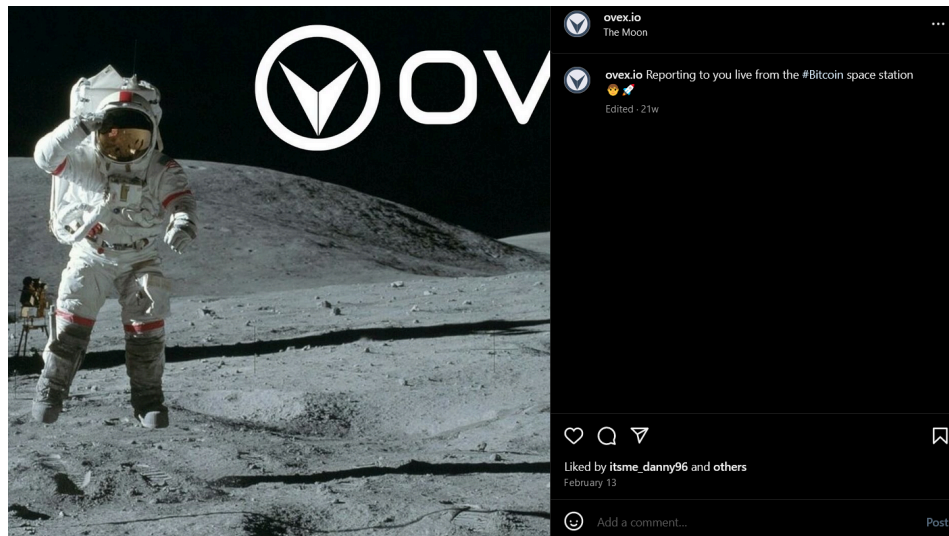 OV
ovex.io
The Moon
ovex.io Reporting to you live from the #Bitcoin space station
Edited · 21w
Liked by itsme_danny96 and others
February 13
Add a comment...
Post